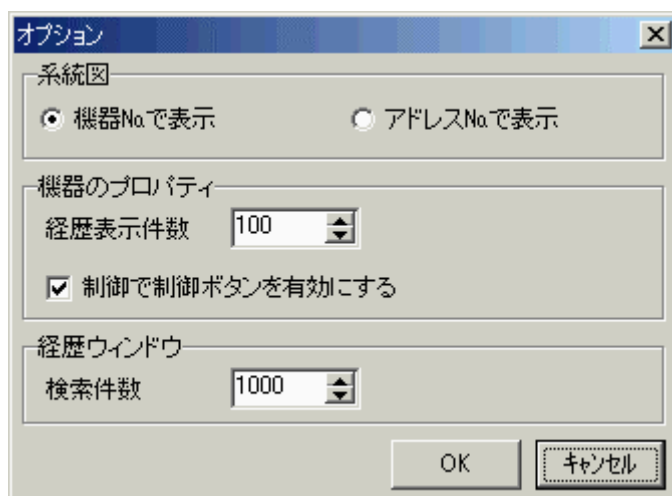 オプション
系統図
機器№で表示 アドレス№で表示
機器のプロパティ
経歴表示件数 100
制御で制御ボタンを有効にする
経歴ウィンドウ
検索件数 1000
OK キャンセル